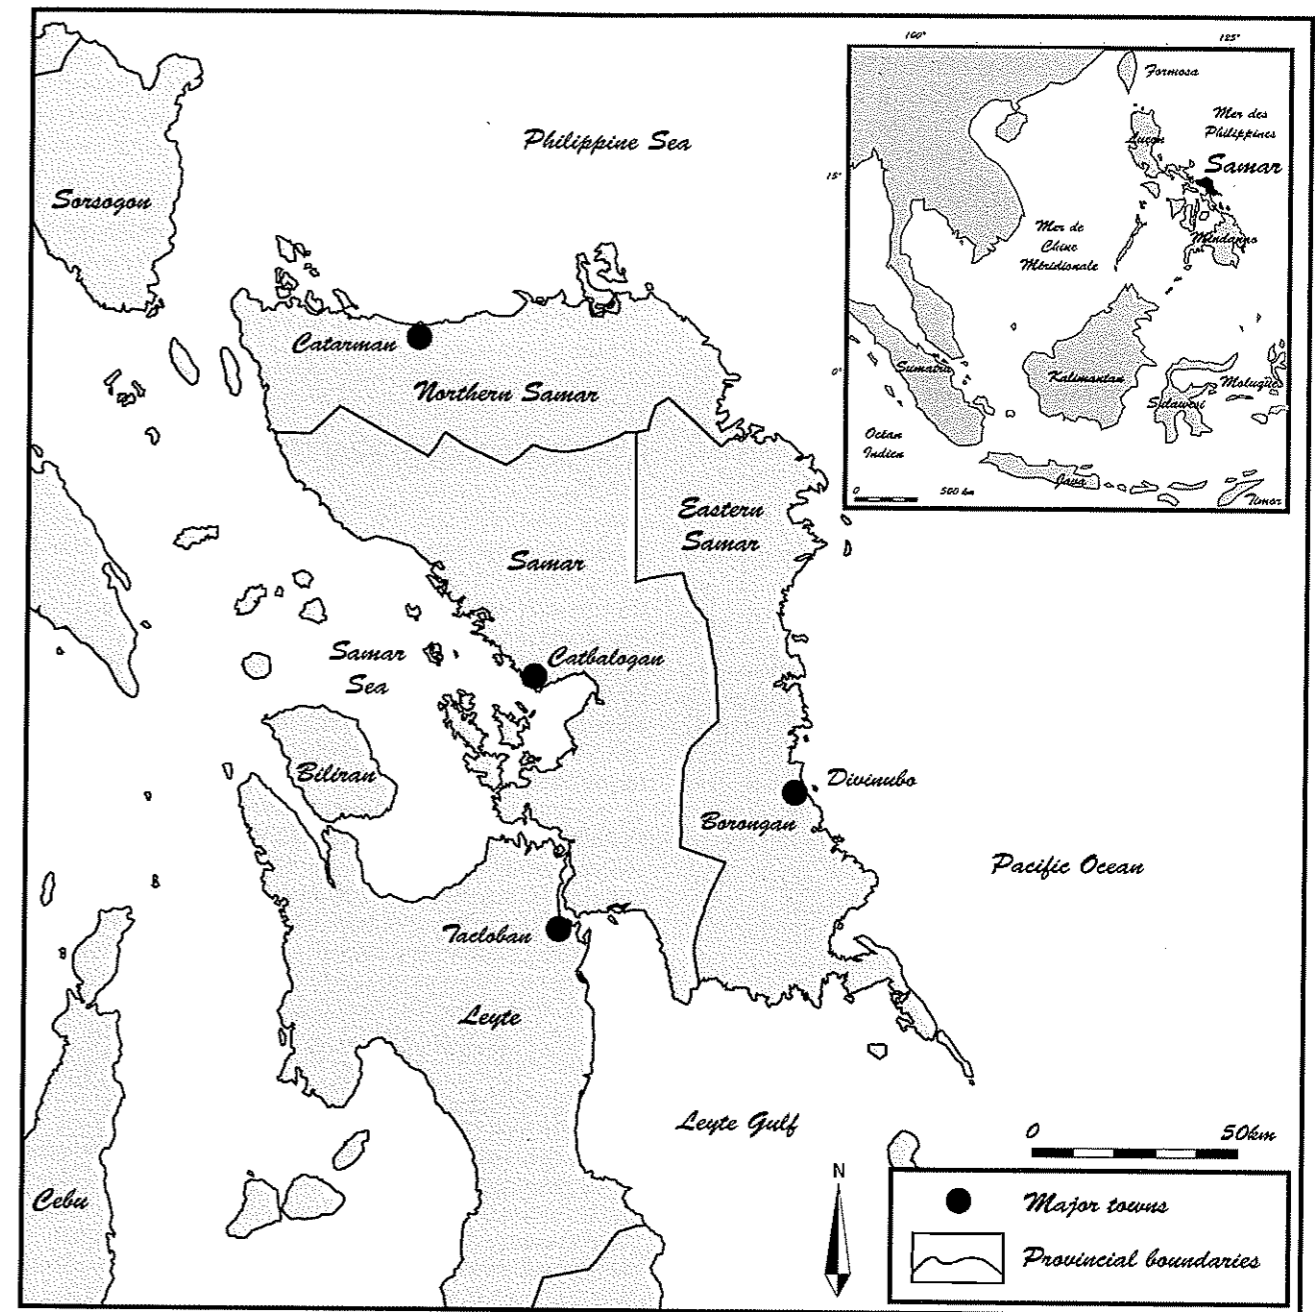 Philippine Sea
Sorsogon
Catarman
Northern Samar
Eastern
Samar
Samar
Samar
Sea
Catbalogan
Biliran
Divinubo
Borongan
Pacific Ocean
Tacloban
Leyte
Leyte Gulf
Cebu
100°
125°
Formosa
Mer des
Philippines
Luçon
Samar
15°
Mer de
Chine
Méridionale
Mindanao
0°
Sumatra
Kalimantan
Sulawesi
Moluques
Océan
Indien
Java
Timor
0 500 km
0 50km
N
Major towns
Provincial boundaries